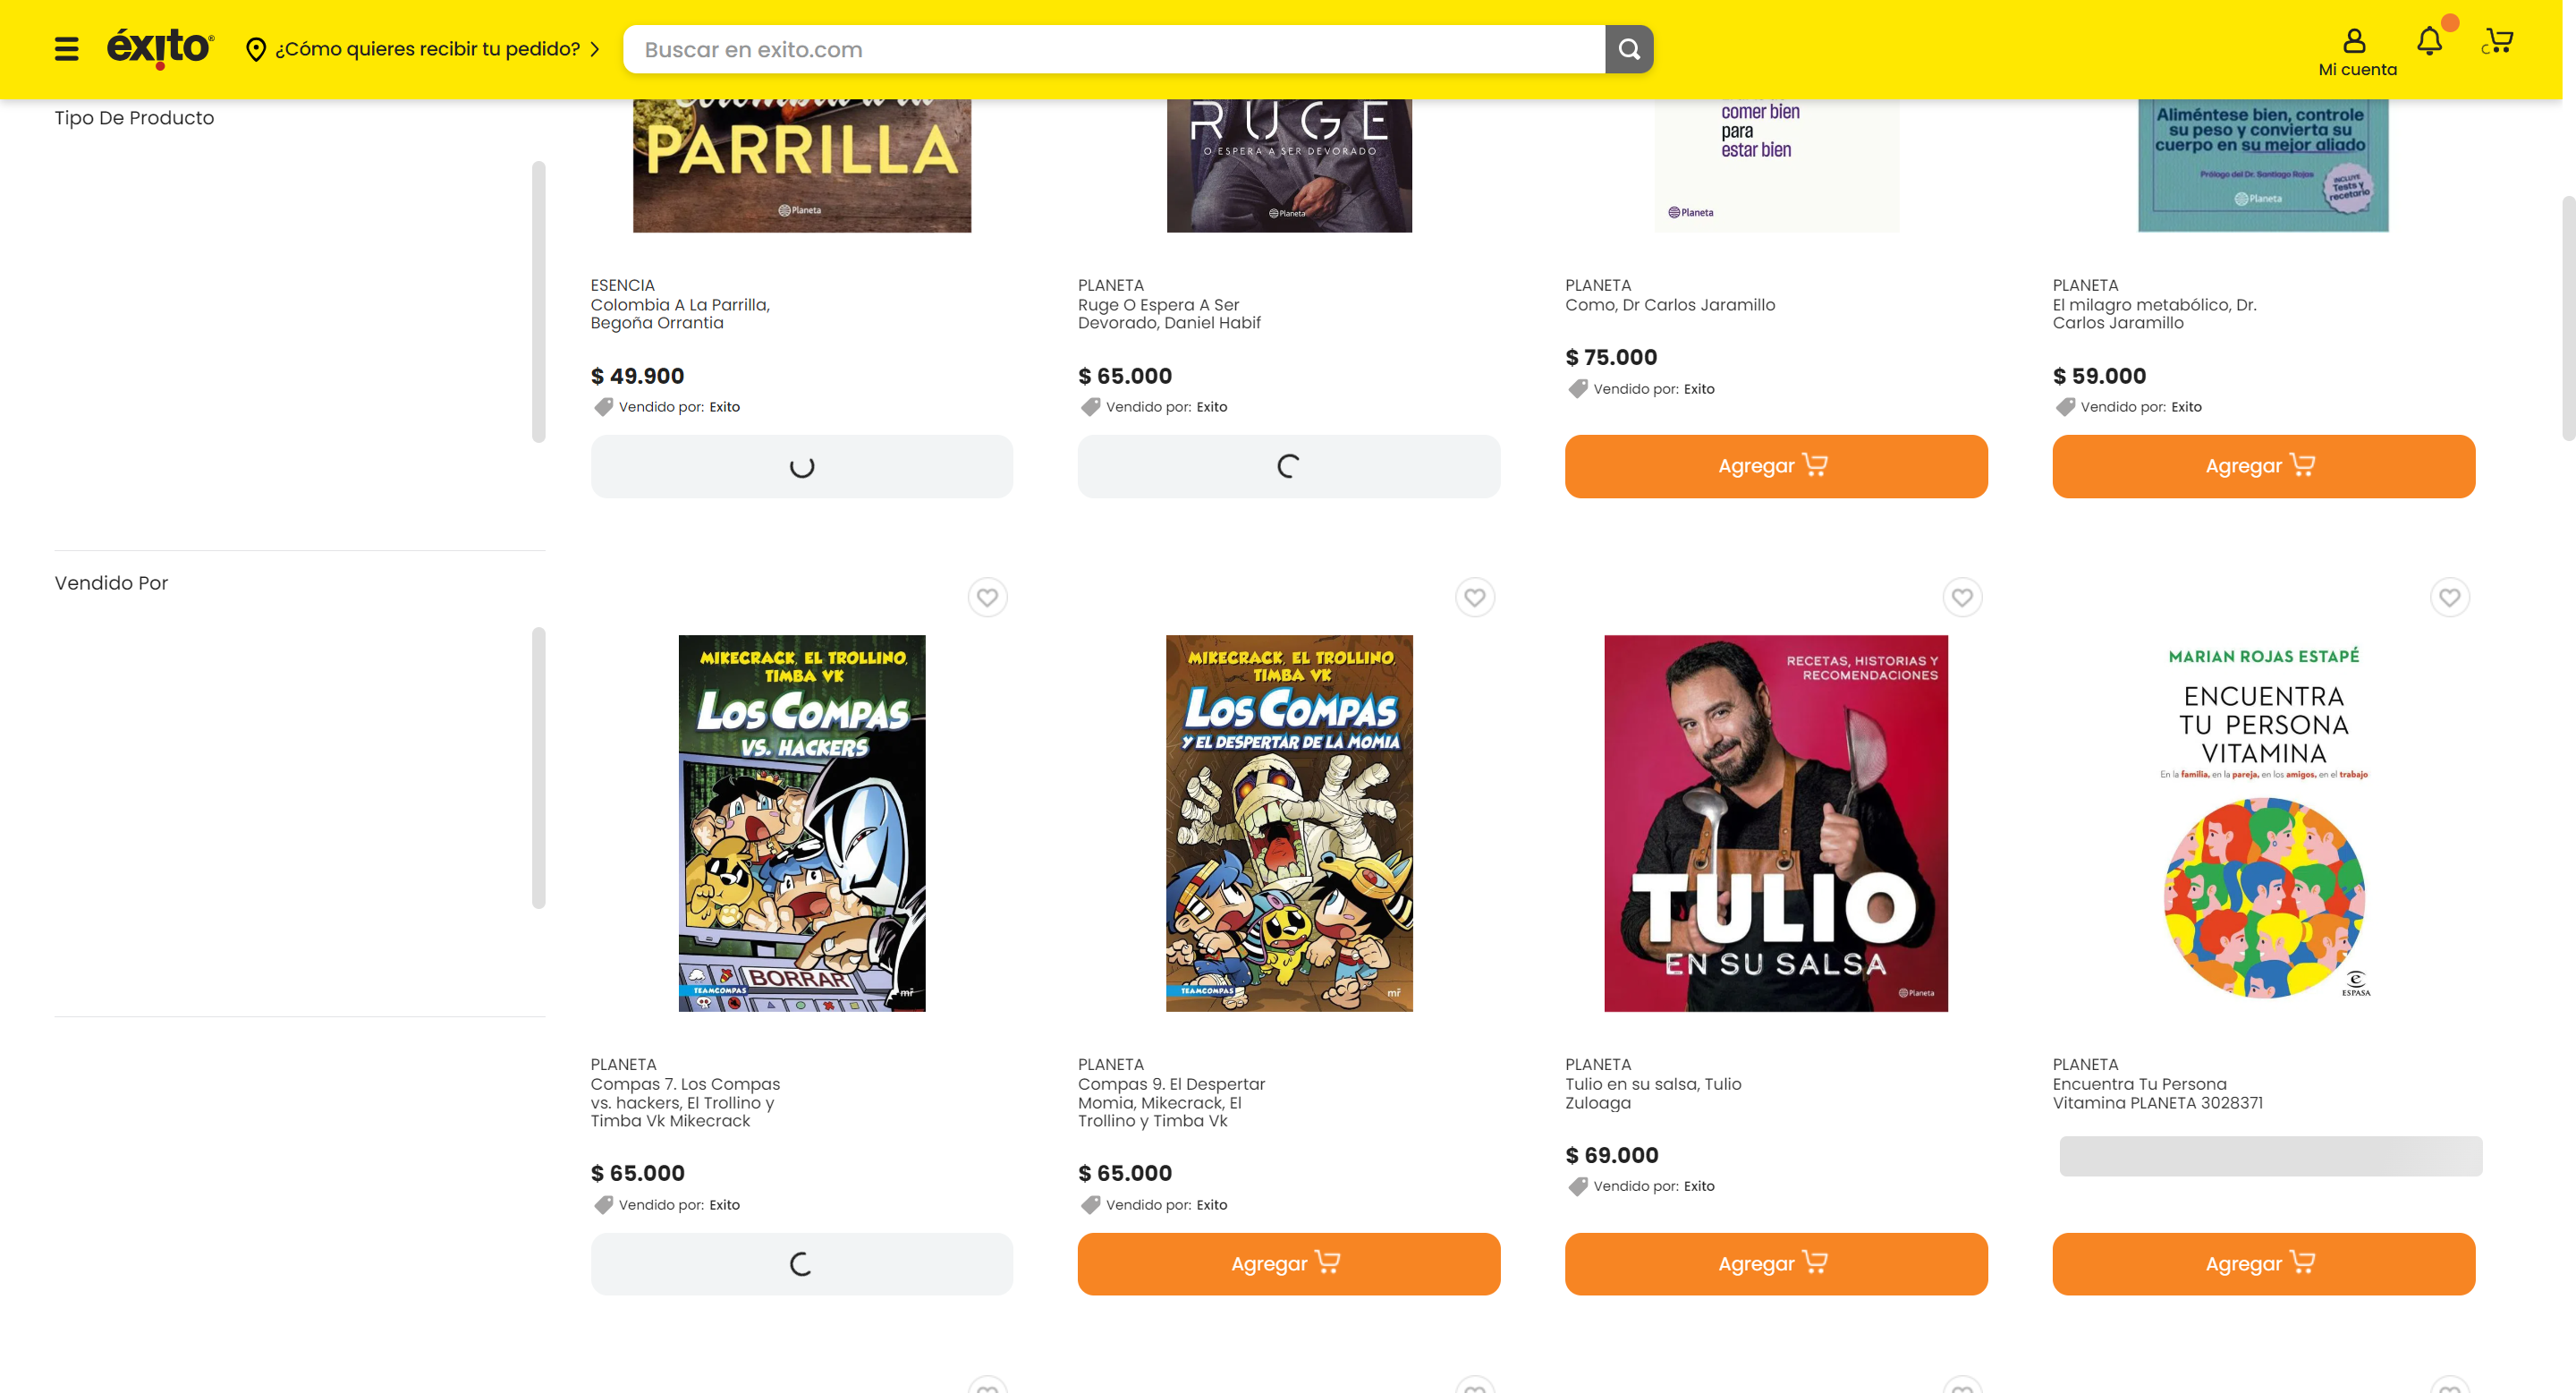 éxito
¿Cómo quieres recibir tu pedido?
Buscar en exito.com
Mi cuenta
Tipo De Producto
Colombia a la
PARRILLA
Planeta
RUGE
O ESPERA A SER DEVORADO
Planeta
comer bien
para
estar bien
Planeta
Aliméntese bien, controle
su peso y convierta su
cuerpo en su mejor aliado
Prólogo del Dr. Santiago Rojas
INCLUYE
Tests y
recetario
Planeta
ESENCIA
Colombia A La Parrilla,
Begoña Orrantia
$ 49.900
Vendido por: Exito
PLANETA
Ruge O Espera A Ser
Devorado, Daniel Habif
$ 65.000
Vendido por: Exito
PLANETA
Como, Dr Carlos Jaramillo
$ 75.000
Vendido por: Exito
Agregar
PLANETA
El milagro metabólico, Dr.
Carlos Jaramillo
$ 59.000
Vendido por: Exito
Agregar
Vendido Por
MIKECRACK, EL TROLLINO,
TIMBA VK
LOS COMPAS
VS. HACKERS
BORRAR
TEAMCOMPAS
mr
MIKECRACK, EL TROLLINO,
TIMBA VK
LOS COMPAS
Y EL DESPERTAR DE LA MOMIA
TEAMCOMPAS
mr
RECETAS, HISTORIAS Y
RECOMENDACIONES
TULIO
EN SU SALSA
Planeta
MARIAN ROJAS ESTAPÉ
ENCUENTRA
TU PERSONA
VITAMINA
En la familia, en la pareja, en los amigos, en el trabajo
e
ESPASA
PLANETA
Compas 7. Los Compas
vs. hackers, El Trollino y
Timba Vk Mikecrack
$ 65.000
Vendido por: Exito
PLANETA
Compas 9. El Despertar
Momia, Mikecrack, El
Trollino y Timba Vk
$ 65.000
Vendido por: Exito
Agregar
PLANETA
Tulio en su salsa, Tulio
Zuloaga
$ 69.000
Vendido por: Exito
Agregar
PLANETA
Encuentra Tu Persona
Vitamina PLANETA 3028371
Agregar